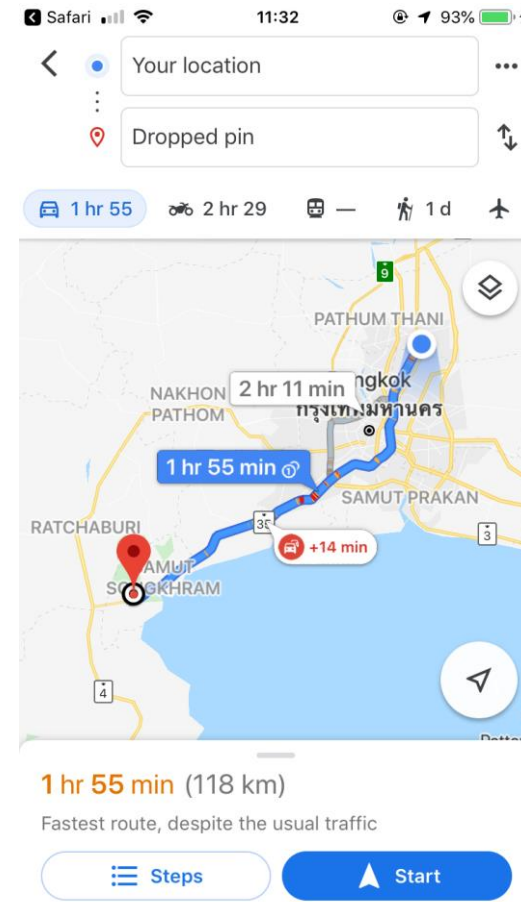 Safari 11:32 93%
Your location
Dropped pin
1 hr 55 2 hr 29 — 1 d
9
PATHUM THANI
NAKHON PATHOM
2 hr 11 min
กรุงเทพมหานคร
1 hr 55 min
SAMUT PRAKAN
RATCHABURI
35
3
+14 min
4
1 hr 55 min (118 km)
Fastest route, despite the usual traffic
Steps
Start